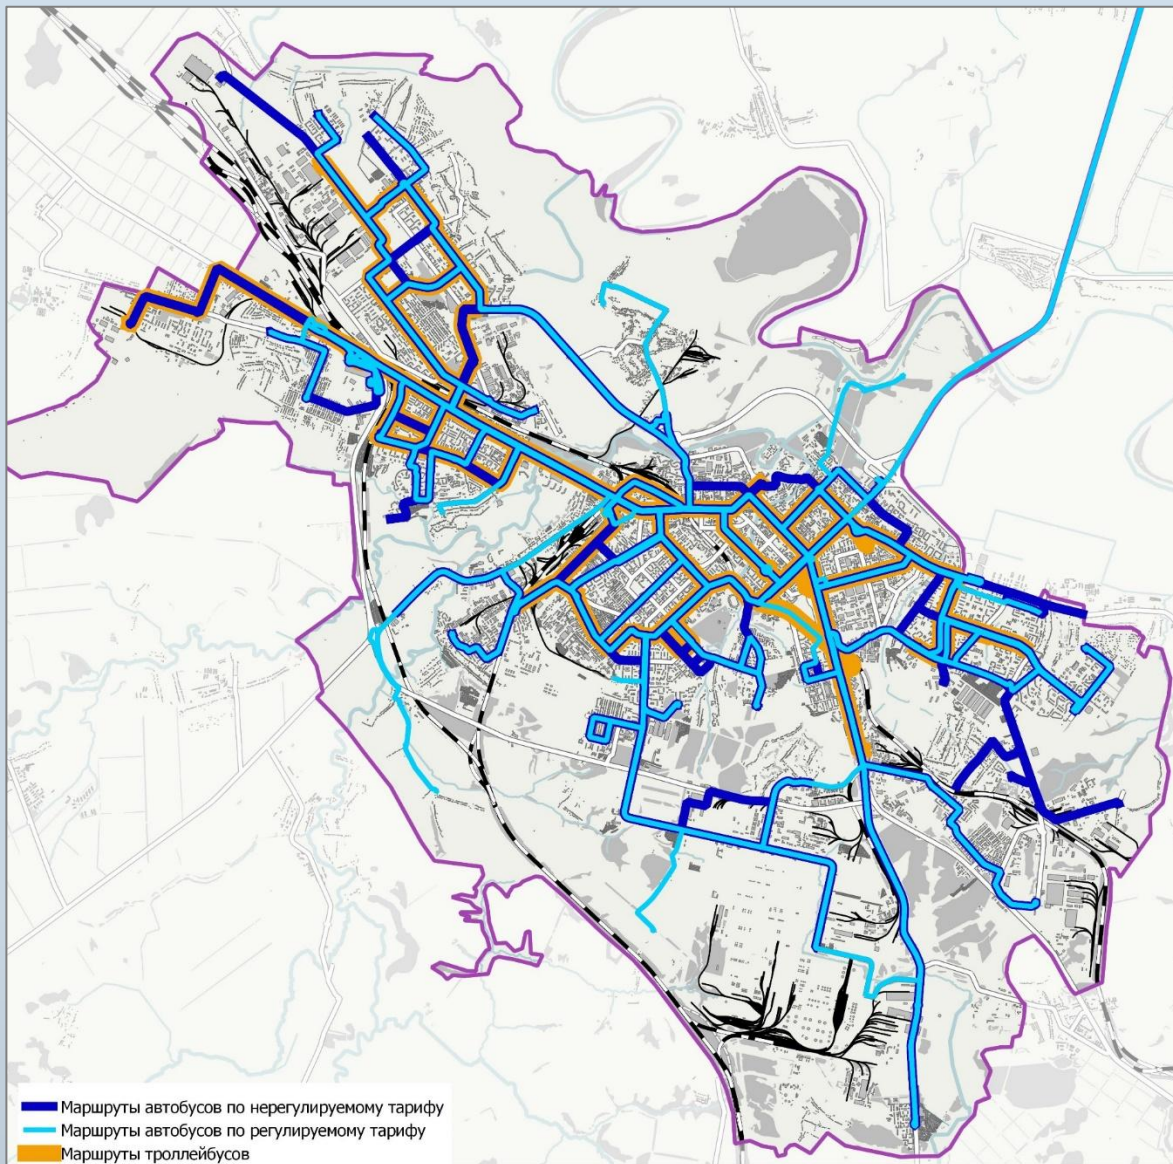 Маршруты автобусов по нерегулируемому тарифу
Маршруты автобусов по регулируемому тарифу
Маршруты троллейбусов